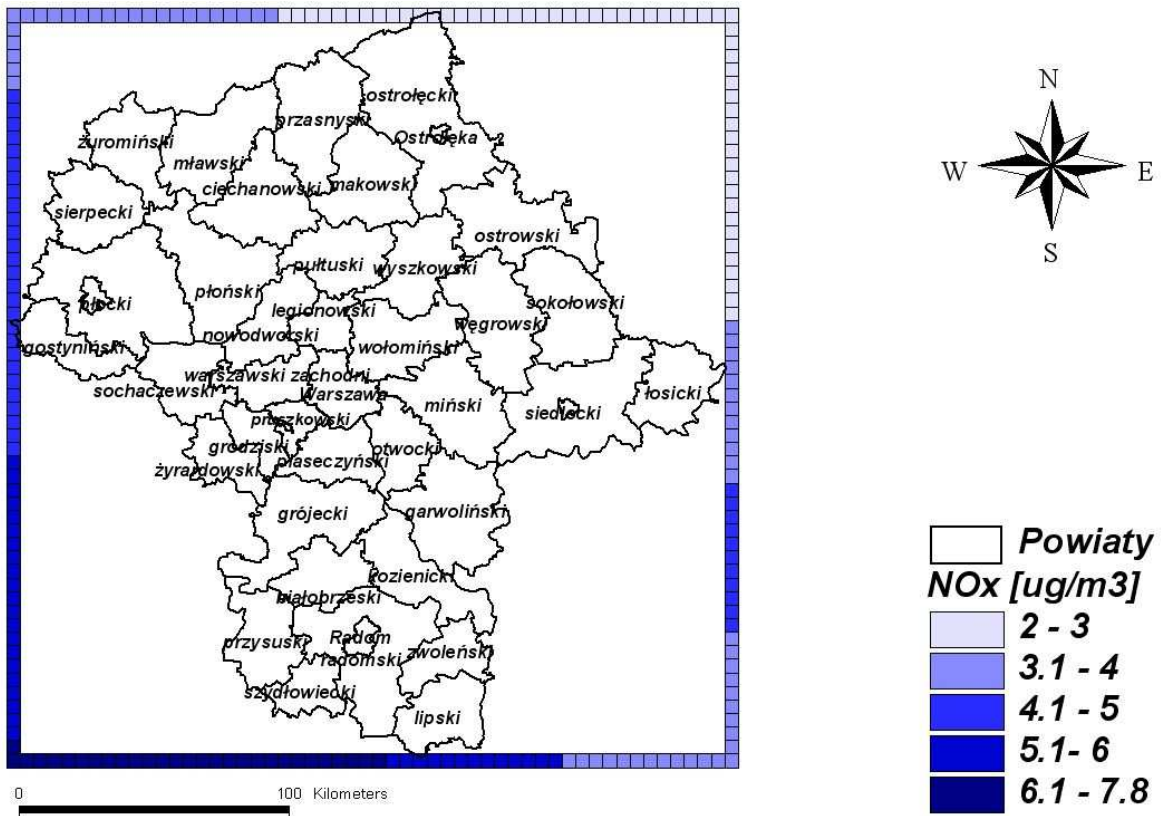 ostrołęcki
przasnyski
Ostrołęka
żuromiński
mławski
ciechanowski
makowski
sierpecki
ostrowski
pułtuski
wyszkowski
płoński
płocki
sokołowski
legionowski
węgrowski
nowodworski
gostyniński
wołomiński
warszawski zachodni
sochaczewski
Warszawa
łosicki
miński
siedlecki
pruszkowski
grodziski
otwocki
piaseczyński
żyrardowski
grójecki
garwoliński
kozienicki
białobrzeski
Radom
przysuski
radomski
zwoleński
szydłowiecki
lipski
N
W
E
S
Powiaty
NOx [ug/m3]
2 - 3
3.1 - 4
4.1 - 5
5.1- 6
6.1 - 7.8
0
100 Kilometers